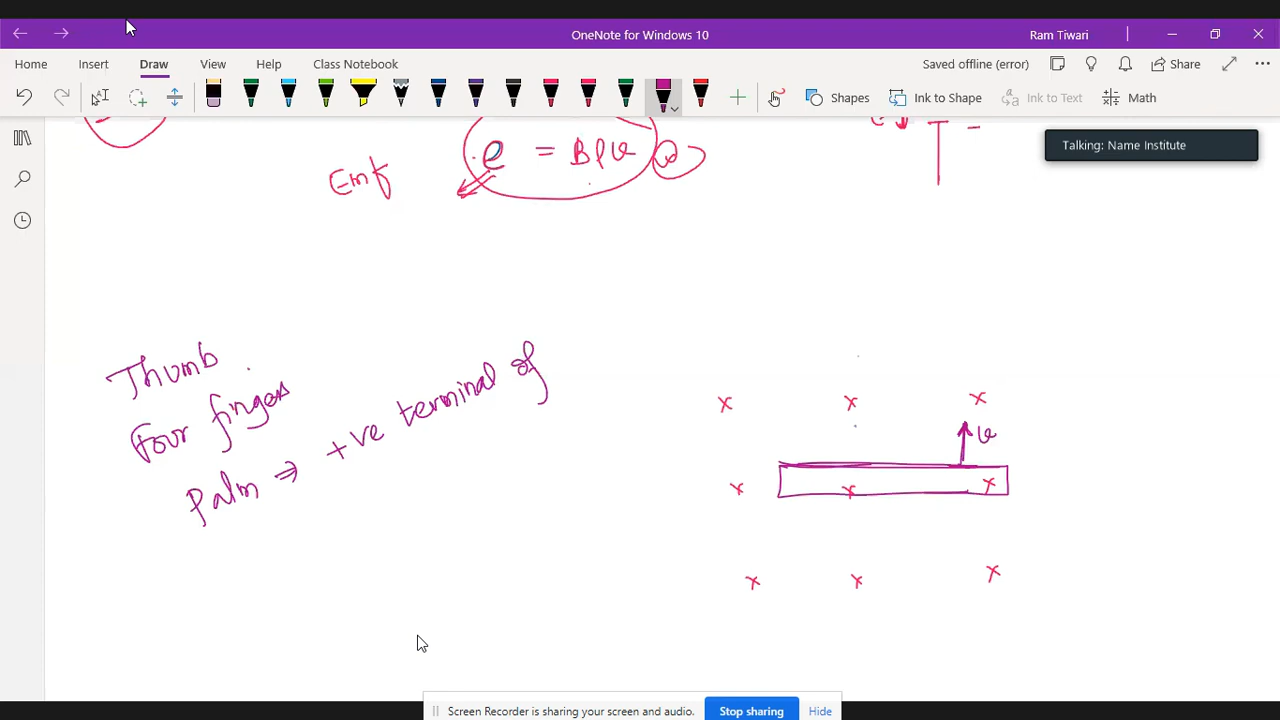 OneNote for Windows 10
Ram Tiwari
Home Insert Draw View Help Class Notebook
Saved offline (error)
Share
Shapes
Ink to Shape
Ink to Text
Math
Talking: Name Institute
Emf e = Blv
Thumb
Four fingers
Palm ⇒ +ve terminal of
x x x
v
x x x
x x x
Screen Recorder is sharing your screen and audio.
Stop sharing
Hide